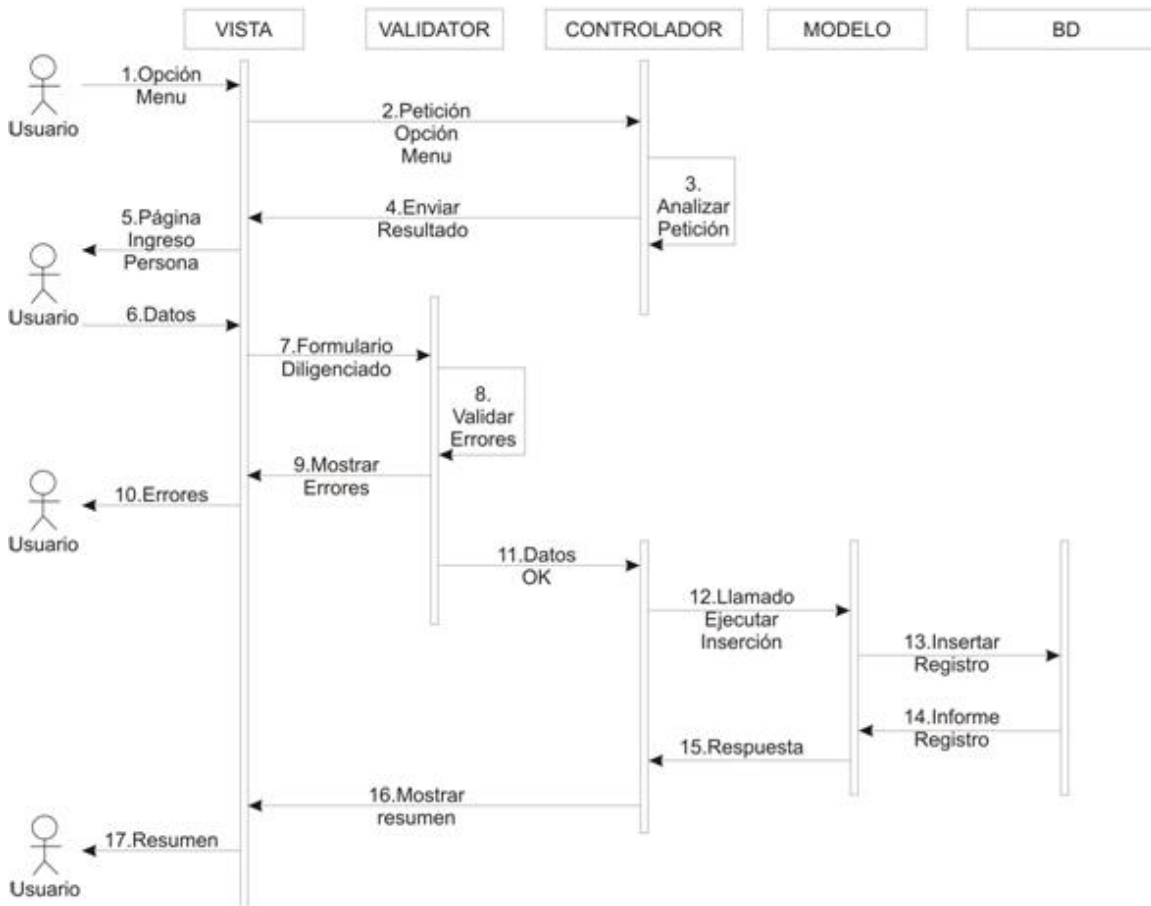 VISTA
VALIDATOR
CONTROLADOR
MODELO
BD
1.Opción
Menu
Usuario
2.Petición
Opción
Menu
3.
Analizar
Petición
4.Enviar
Resultado
5.Página
Ingreso
Persona
Usuario
6.Datos
7.Formulario
Diligenciado
8.
Validar
Errores
9.Mostrar
Errores
10.Errores
Usuario
11.Datos
OK
12.Llamado
Ejecutar
Inserción
13.Insertar
Registro
14.Informe
Registro
15.Respuesta
16.Mostrar
resumen
17.Resumen
Usuario